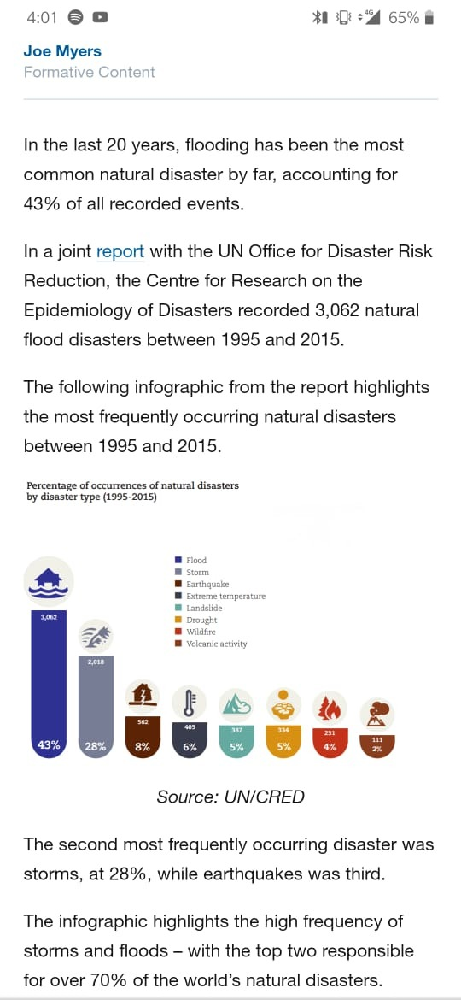 4:01
4G 65%
Joe Myers
Formative Content
In the last 20 years, flooding has been the most
common natural disaster by far, accounting for
43% of all recorded events.
In a joint report with the UN Office for Disaster Risk
Reduction, the Centre for Research on the
Epidemiology of Disasters recorded 3,062 natural
flood disasters between 1995 and 2015.
The following infographic from the report highlights
the most frequently occurring natural disasters
between 1995 and 2015.
Percentage of occurrences of natural disasters
by disaster type (1995-2015)
Flood
Storm
Earthquake
Extreme temperature
Landslide
Drought
Wildfire
Volcanic activity
3,062
2,018
562
405
387
334
251
111
43%
28%
8%
6%
5%
5%
4%
2%
Source: UN/CRED
The second most frequently occurring disaster was
storms, at 28%, while earthquakes was third.
The infographic highlights the high frequency of
storms and floods – with the top two responsible
for over 70% of the world's natural disasters.